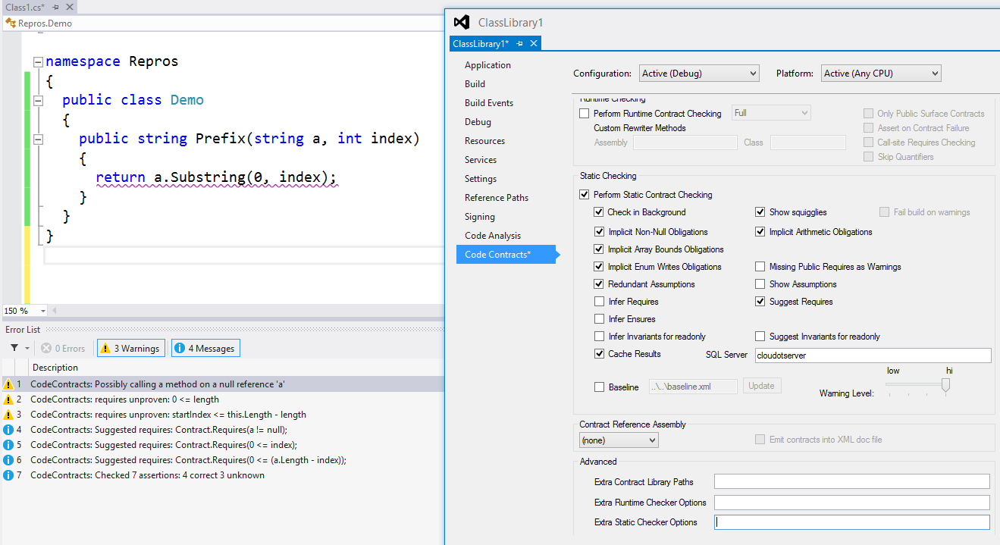 Class1.cs*
Repros.Demo
namespace Repros
{
public class Demo
{
public string Prefix(string a, int index)
{
return a.Substring(0, index);
}
}
}
150 %
Error List
0 Errors
3 Warnings
4 Messages
Description
1 CodeContracts: Possibly calling a method on a null reference 'a'
2 CodeContracts: requires unproven: 0 <= length
3 CodeContracts: requires unproven: startIndex <= this.Length - length
4 CodeContracts: Suggested requires: Contract.Requires(a != null);
5 CodeContracts: Suggested requires: Contract.Requires(0 <= index);
6 CodeContracts: Suggested requires: Contract.Requires(0 <= (a.Length - index));
7 CodeContracts: Checked 7 assertions: 4 correct 3 unknown
ClassLibrary1
ClassLibrary1*
Application
Build
Build Events
Debug
Resources
Services
Settings
Reference Paths
Signing
Code Analysis
Code Contracts*
Configuration: Active (Debug) Platform: Active (Any CPU)
Runtime Checking
Perform Runtime Contract Checking Full Only Public Surface Contracts
Custom Rewriter Methods Assert on Contract Failure
Assembly Class Call-site Requires Checking
Skip Quantifiers
Static Checking
Perform Static Contract Checking
Check in Background Show squigglies Fail build on warnings
Implicit Non-Null Obligations Implicit Arithmetic Obligations
Implicit Array Bounds Obligations
Implicit Enum Writes Obligations Missing Public Requires as Warnings
Redundant Assumptions Show Assumptions
Infer Requires Suggest Requires
Infer Ensures
Infer Invariants for readonly Suggest Invariants for readonly
Cache Results SQL Server cloudotserver
low hi
Baseline ..\..\baseline.xml Update Warning Level:
Contract Reference Assembly
(none) Emit contracts into XML doc file
Advanced
Extra Contract Library Paths
Extra Runtime Checker Options
Extra Static Checker Options